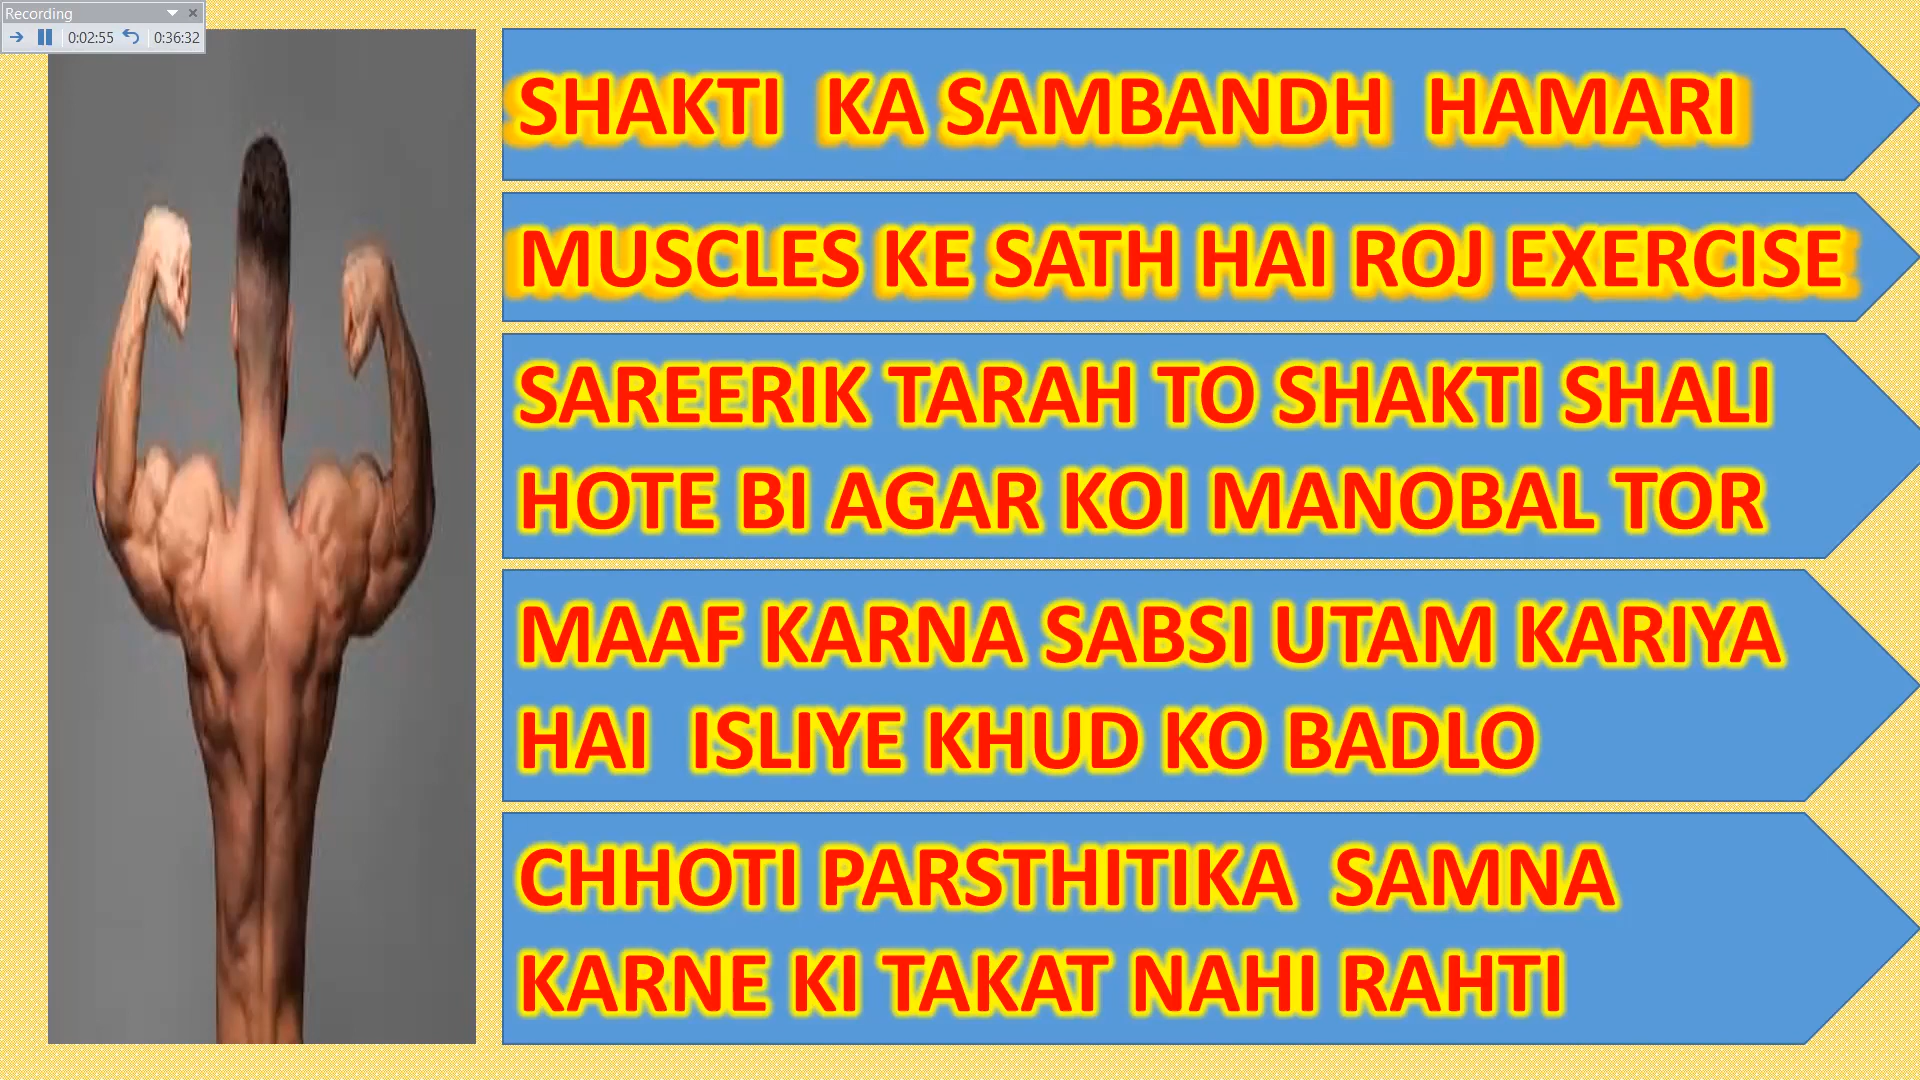 Recording
0:02:55 0:36:32
SHAKTI KA SAMBANDH HAMARI
MUSCLES KE SATH HAI ROJ EXERCISE
SAREERIK TARAH TO SHAKTI SHALI
HOTE BI AGAR KOI MANOBAL TOR
MAAF KARNA SABSI UTAM KARIYA
HAI ISLIYE KHUD KO BADLO
CHHOTI PARSTHITIKA SAMNA
KARNE KI TAKAT NAHI RAHTI